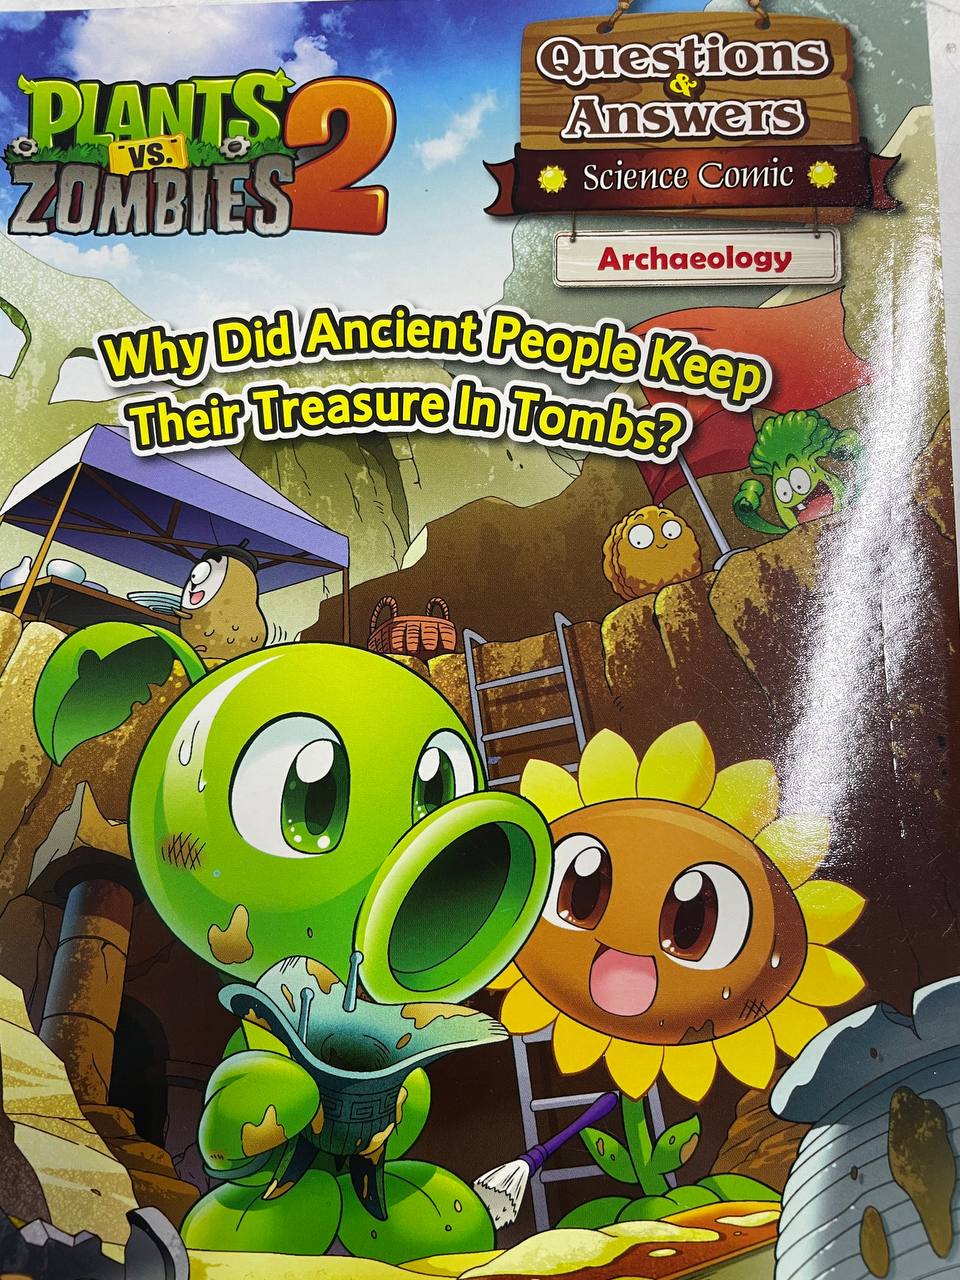 PLANTS
VS.
ZOMBIES 2
Questions
&
Answers
Science Comic
Archaeology
Why Did Ancient People Keep
Their Treasure In Tombs?